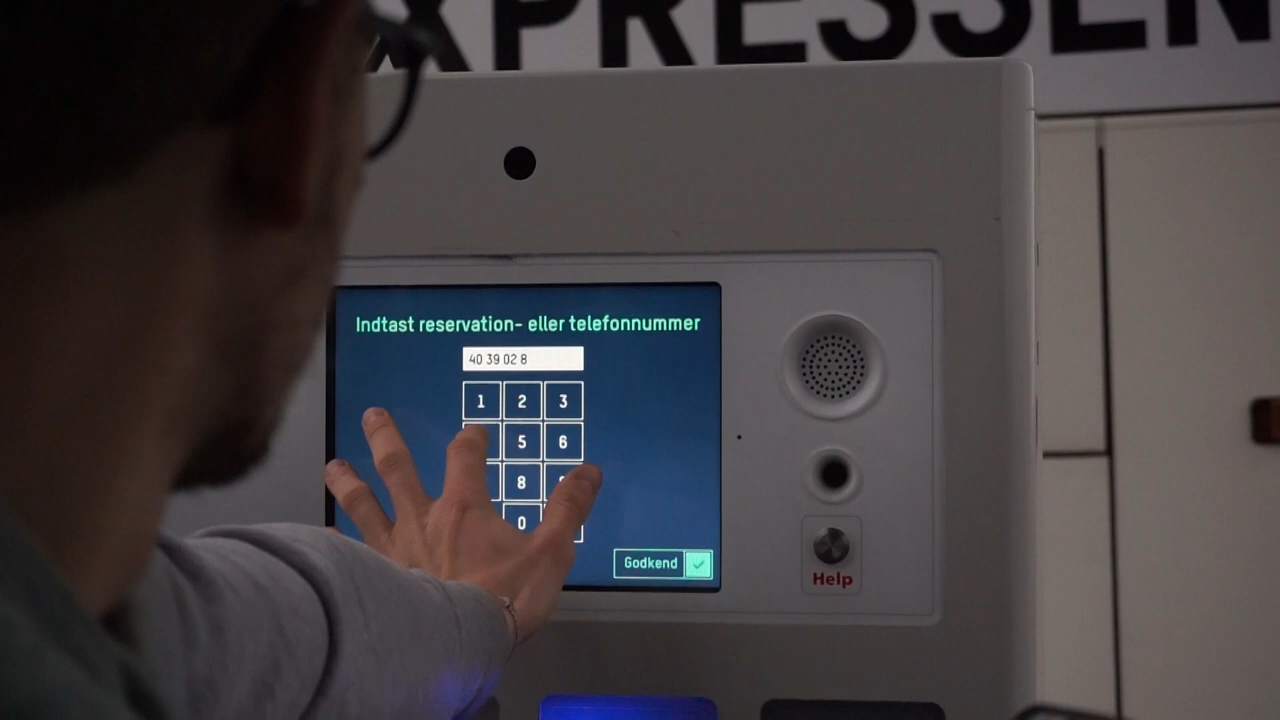 XPRESSEN
Indtast reservation- eller telefonnummer
40 39 02 8
1 2 3
5 6
8
0
Godkend
Help